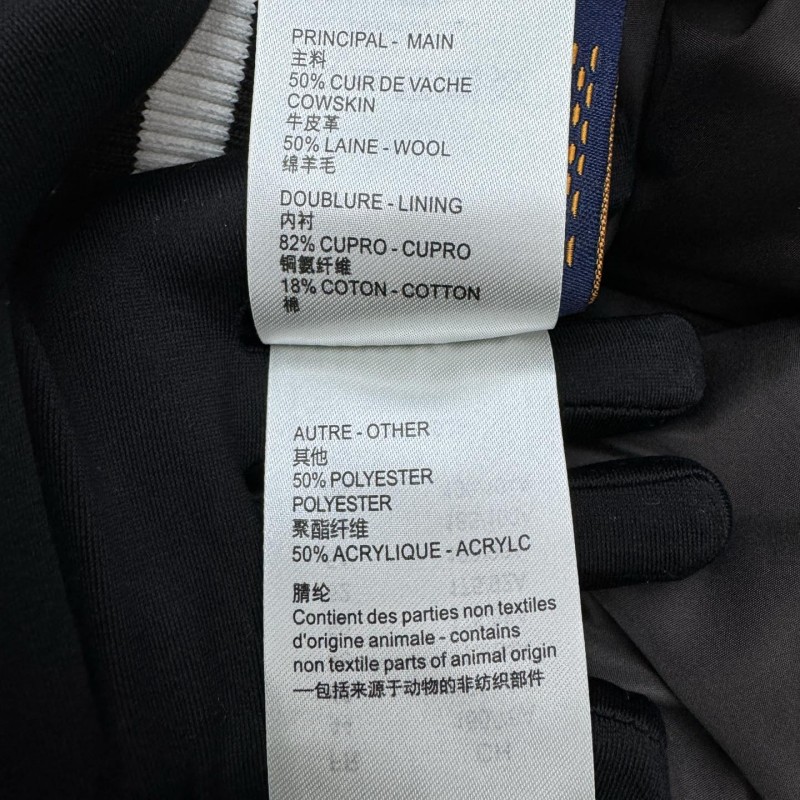 PRINCIPAL - MAIN
主料
50% CUIR DE VACHE
COWSKIN
牛皮革
50% LAINE - WOOL
绵羊毛
DOUBLURE - LINING
内衬
82% CUPRO - CUPRO
铜氨纤维
18% COTON - COTTON
棉
AUTRE - OTHER
其他
50% POLYESTER
POLYESTER
聚酯纤维
50% ACRYLIQUE - ACRYLC
腈纶
Contient des parties non textiles
d'origine animale - contains
non textile parts of animal origin
一包括来源于动物的非纺织部件
FR
CH